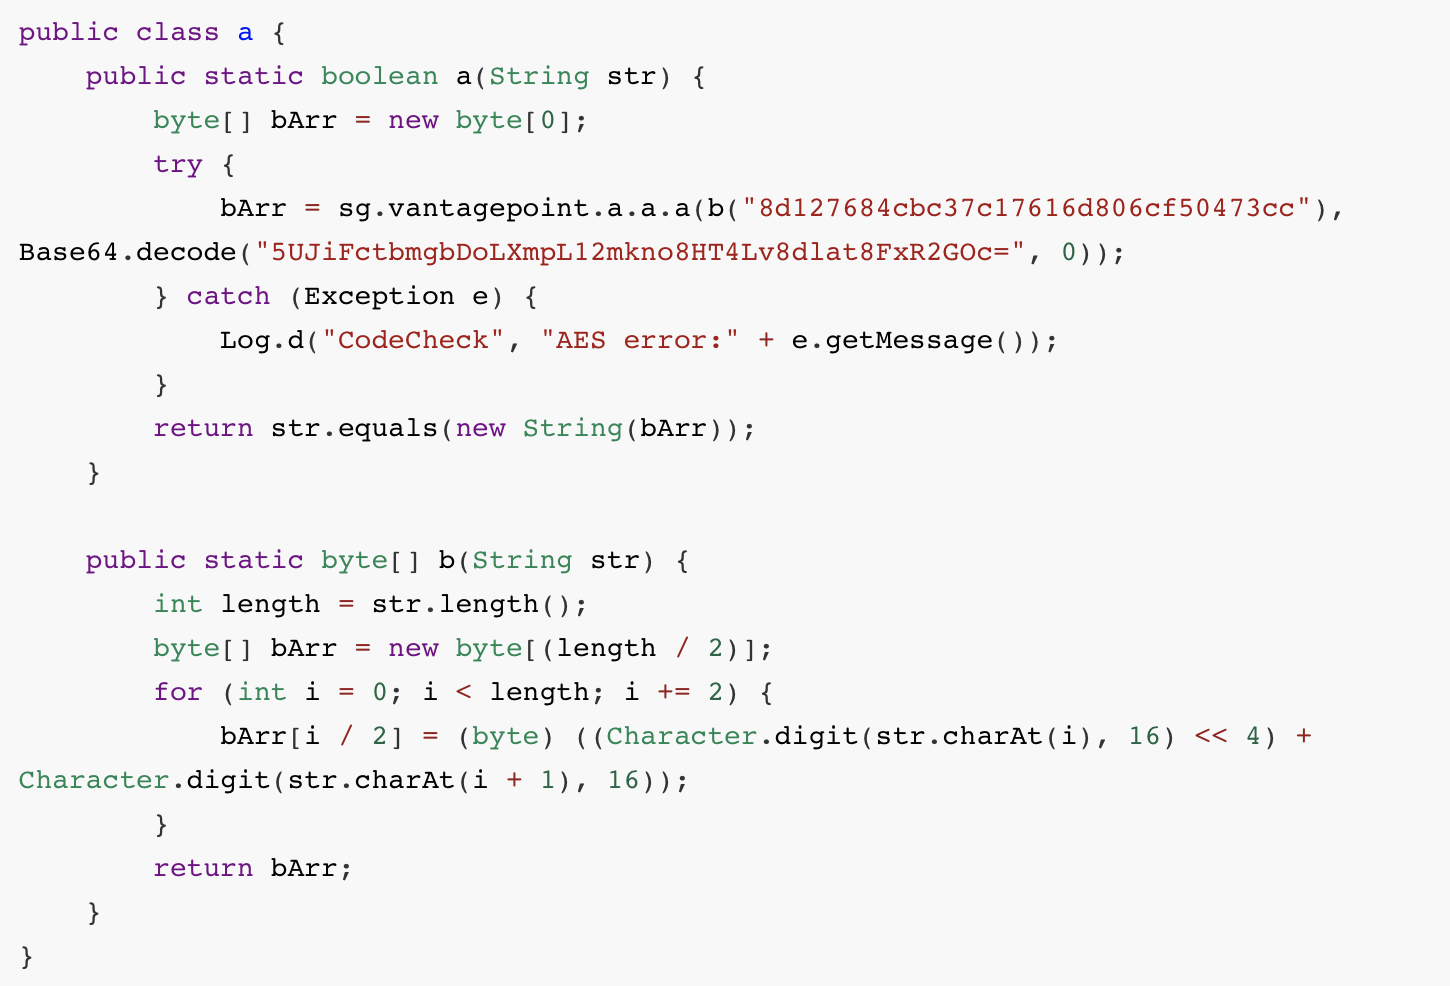 public class a {
    public static boolean a(String str) {
        byte[] bArr = new byte[0];
        try {
            bArr = sg.vantagepoint.a.a.a(b("8d127684cbc37c17616d806cf50473cc"),
Base64.decode("5UJiFctbmgbDoLXmpL12mkno8HT4Lv8dlat8FxR2GOc=", 0));
        } catch (Exception e) {
            Log.d("CodeCheck", "AES error:" + e.getMessage());
        }
        return str.equals(new String(bArr));
    }

    public static byte[] b(String str) {
        int length = str.length();
        byte[] bArr = new byte[(length / 2)];
        for (int i = 0; i < length; i += 2) {
            bArr[i / 2] = (byte) ((Character.digit(str.charAt(i), 16) << 4) +
Character.digit(str.charAt(i + 1), 16));
        }
        return bArr;
    }
}